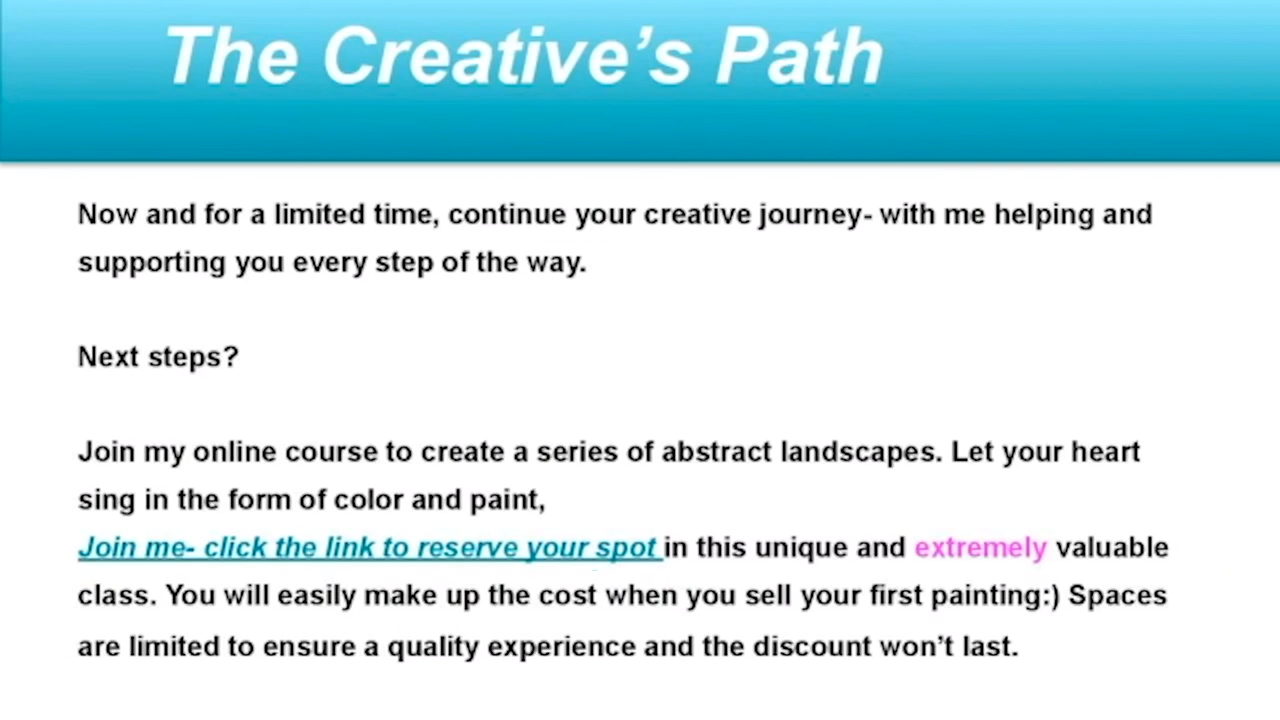 The Creative’s Path
Now and for a limited time, continue your creative journey- with me helping and
supporting you every step of the way.
Next steps?
Join my online course to create a series of abstract landscapes. Let your heart
sing in the form of color and paint,
Join me- click the link to reserve your spot in this unique and extremely valuable
class. You will easily make up the cost when you sell your first painting:) Spaces
are limited to ensure a quality experience and the discount won’t last.